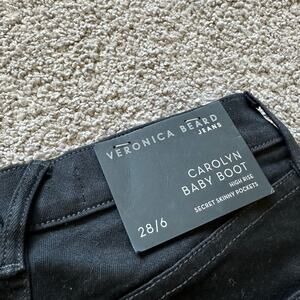 VERONICA BEARD
JEANS
CAROLYN
BABY BOOT
HIGH RISE
SECRET SKINNY POCKETS
28/6